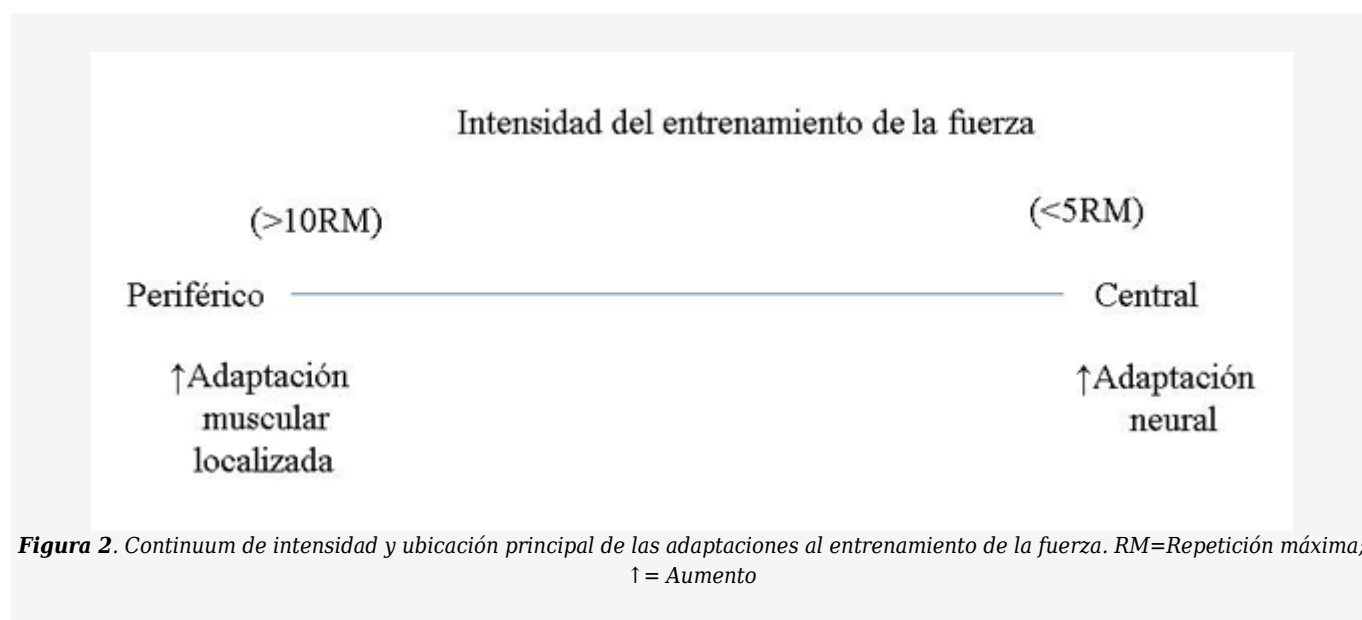 Intensidad del entrenamiento de la fuerza
(>10RM)
(<5RM)
Periférico
Central
↑Adaptación
muscular
localizada
↑Adaptación
neural
Figura 2. Continuum de intensidad y ubicación principal de las adaptaciones al entrenamiento de la fuerza. RM=Repetición máxima;
↑= Aumento